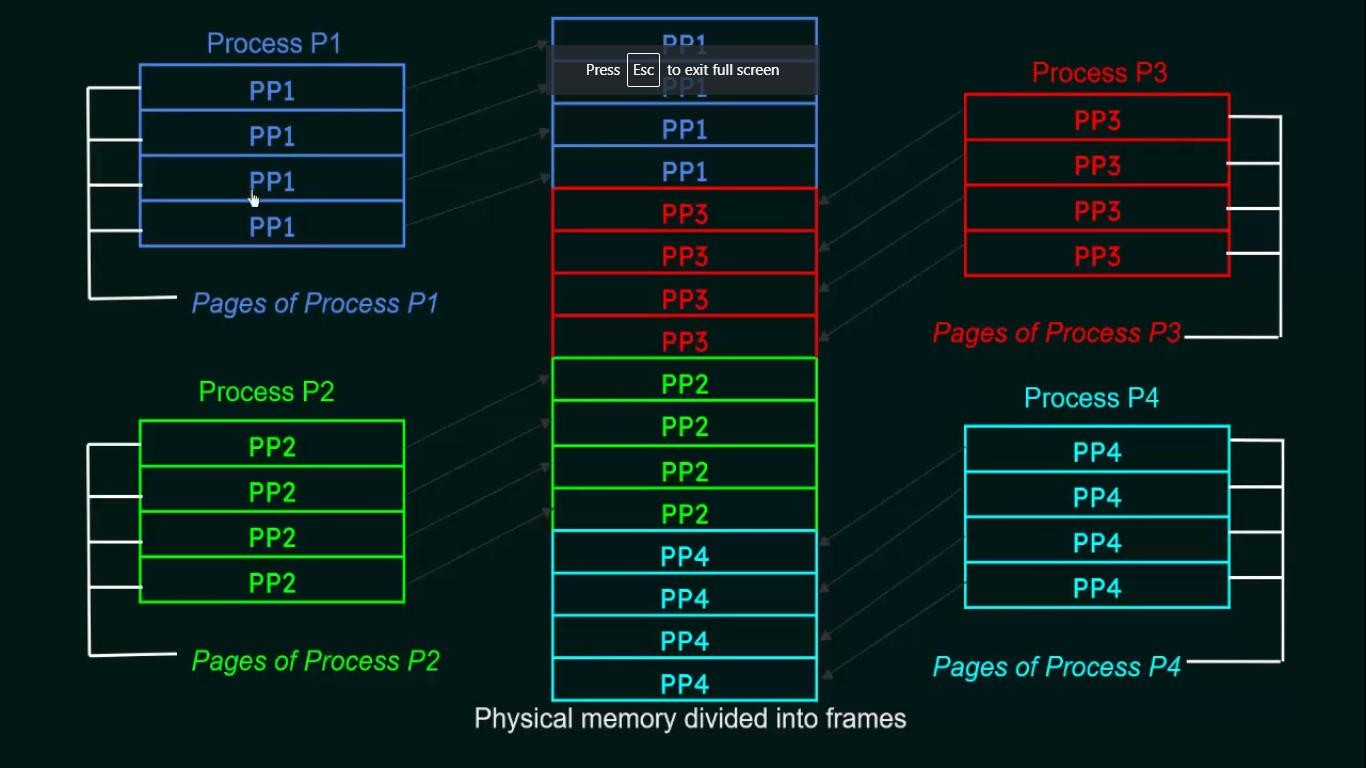 Process P1
PP1
PP1
PP1
PP1
Pages of Process P1
Process P2
PP2
PP2
PP2
PP2
Pages of Process P2
PP1
Press Esc to exit full screen
PP1
PP1
PP1
PP3
PP3
PP3
PP3
PP2
PP2
PP2
PP2
PP4
PP4
PP4
PP4
Physical memory divided into frames
Process P3
PP3
PP3
PP3
PP3
Pages of Process P3
Process P4
PP4
PP4
PP4
PP4
Pages of Process P4